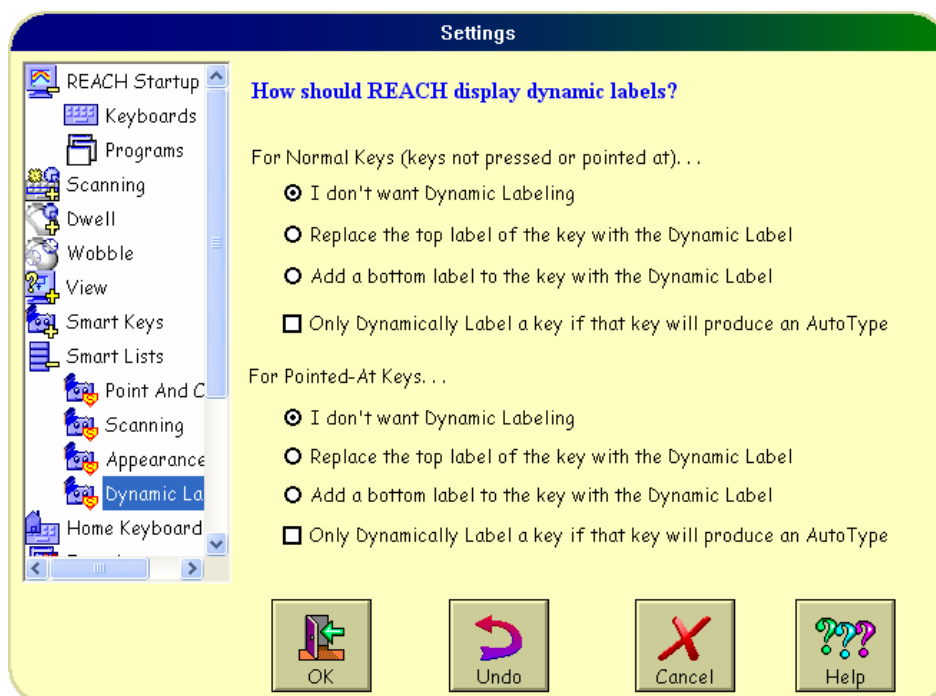 Settings
REACH Startup
Keyboards
Programs
Scanning
Dwell
Wobble
View
Smart Keys
Smart Lists
Point And C
Scanning
Appearance
Dynamic La
Home Keyboard
How should REACH display dynamic labels?
For Normal Keys (keys not pressed or pointed at). . .
I don't want Dynamic Labeling
Replace the top label of the key with the Dynamic Label
Add a bottom label to the key with the Dynamic Label
Only Dynamically Label a key if that key will produce an AutoType
For Pointed-At Keys. . .
I don't want Dynamic Labeling
Replace the top label of the key with the Dynamic Label
Add a bottom label to the key with the Dynamic Label
Only Dynamically Label a key if that key will produce an AutoType
OK
Undo
Cancel
Help